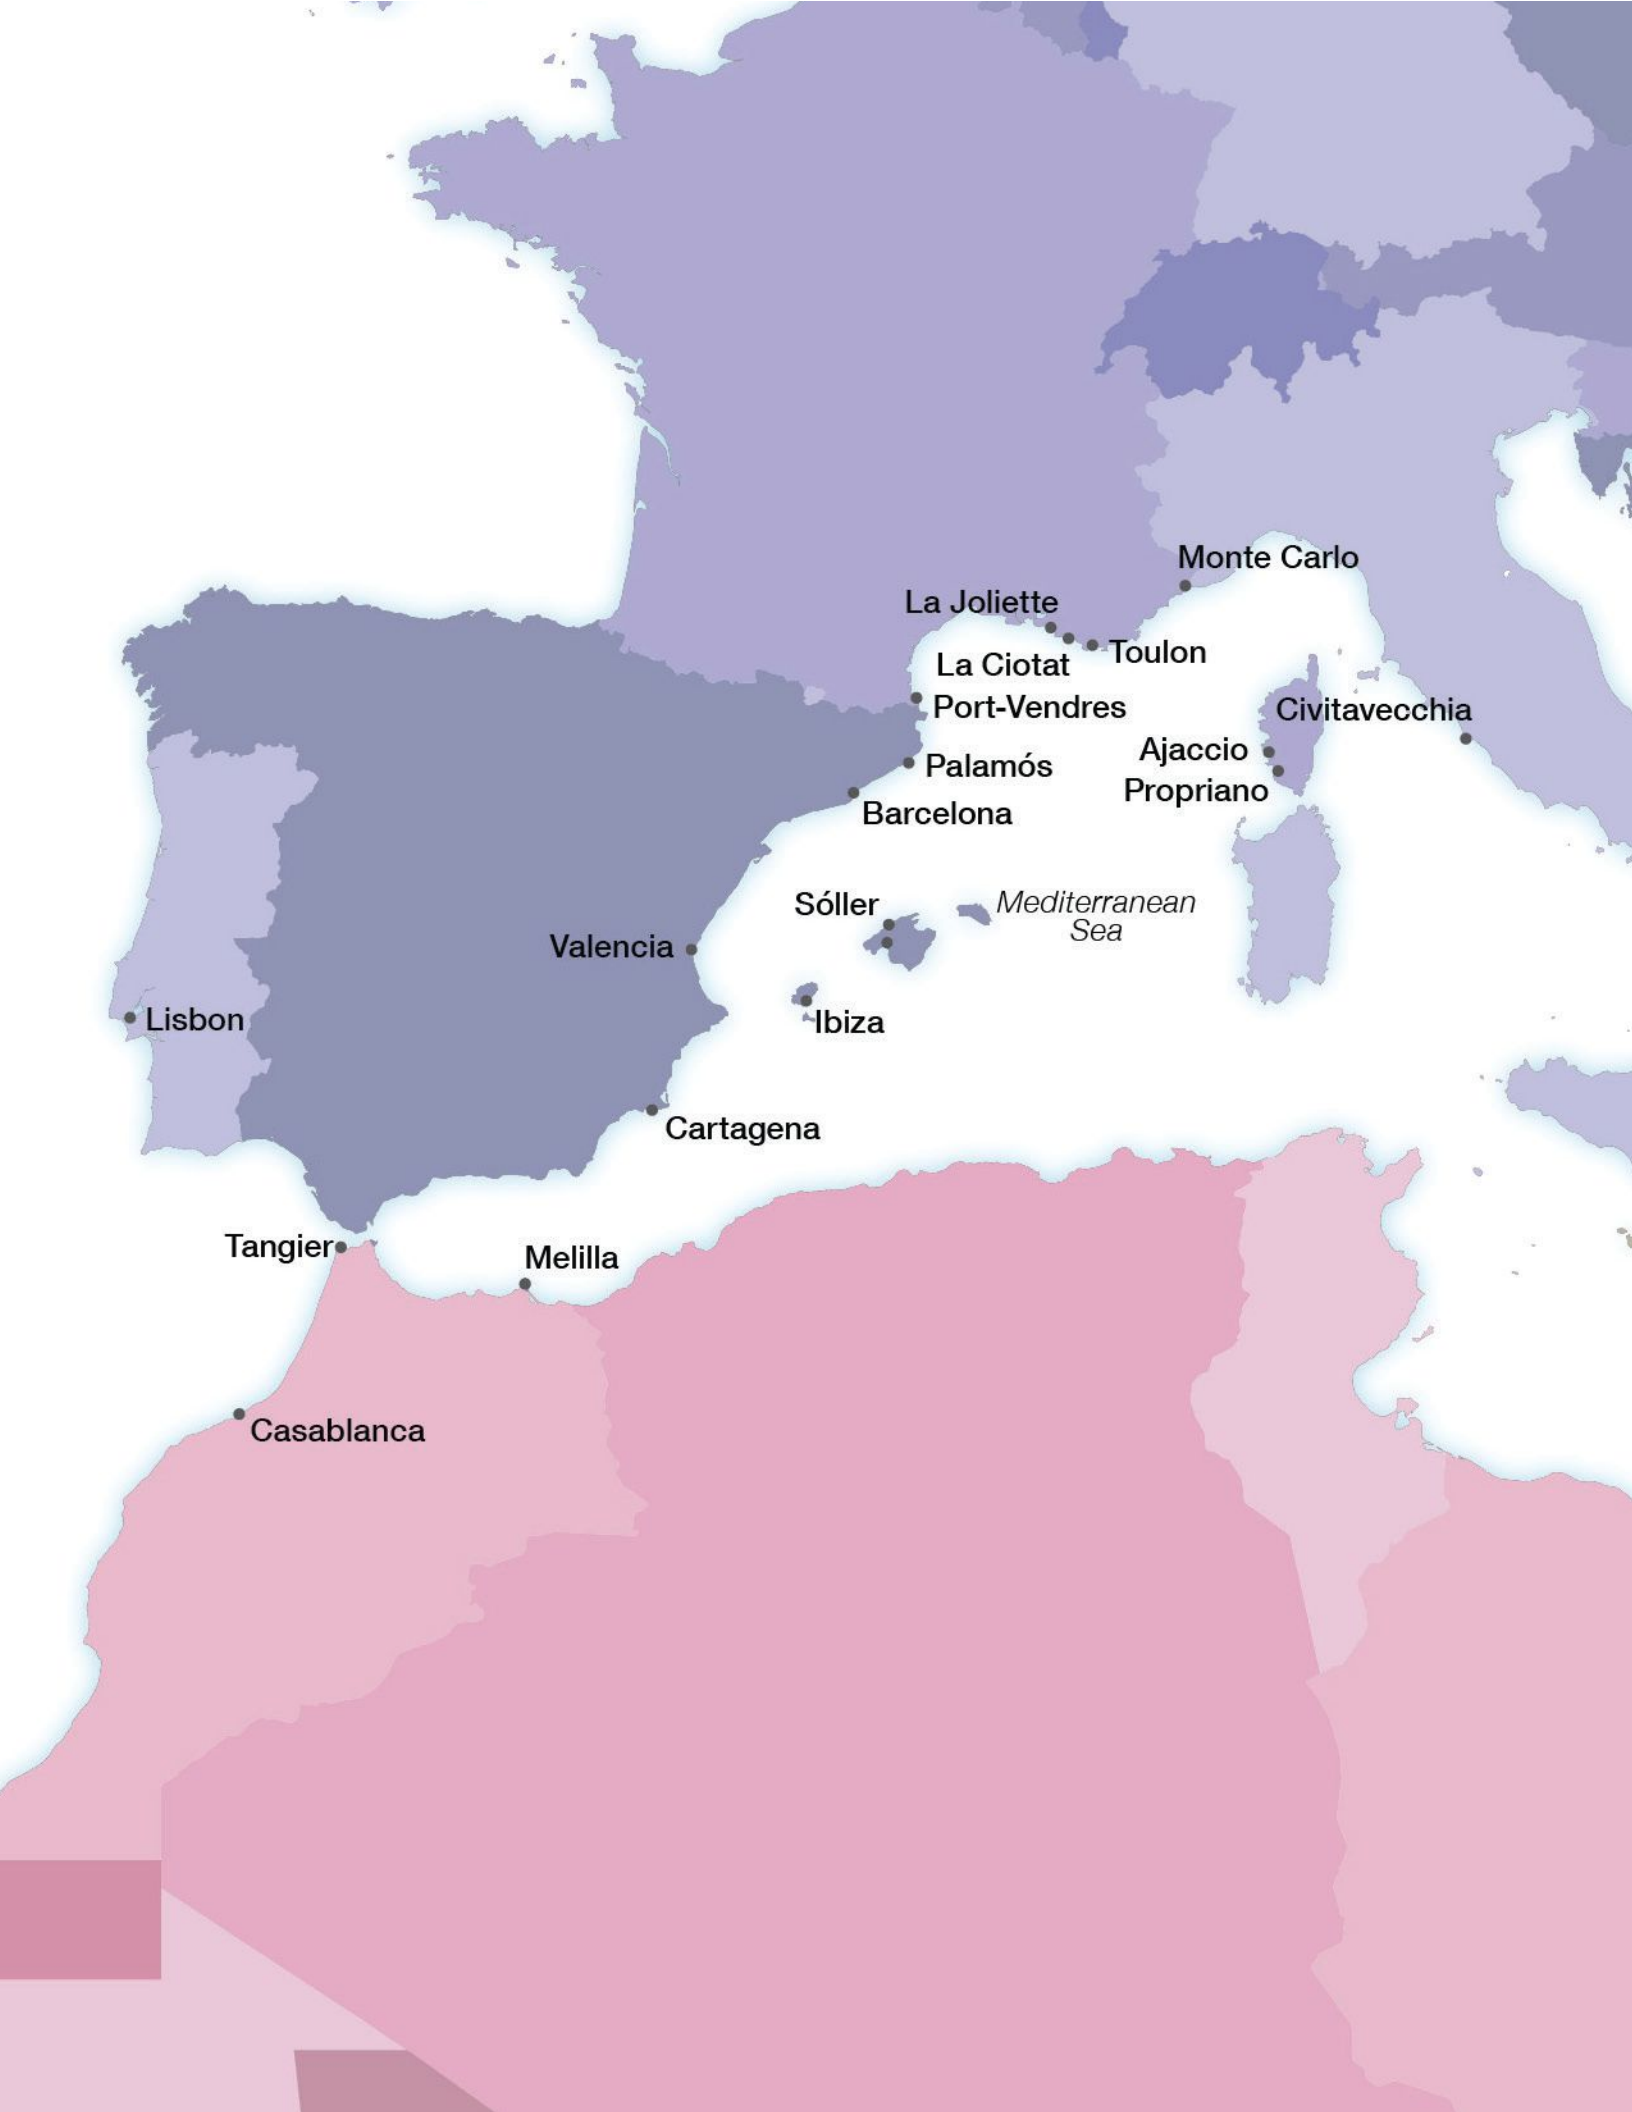 Monte Carlo
La Joliette
Toulon
La Ciotat
Port-Vendres
Civitavecchia
Ajaccio
Palamós
Propriano
Barcelona
Sóller
Mediterranean
Sea
Valencia
Lisbon
Ibiza
Cartagena
Tangier
Melilla
Casablanca